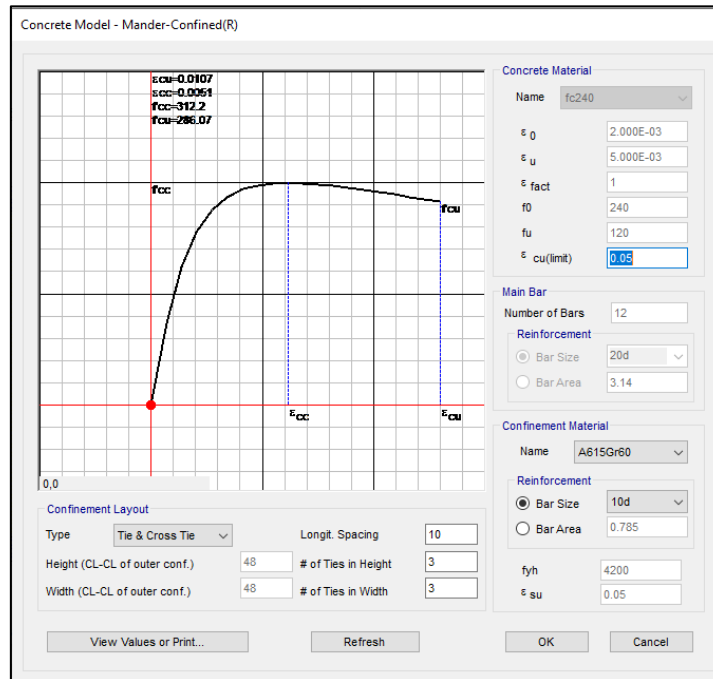 Concrete Model - Mander-Confined(R)
εcu=0.0107
εcc=0.0051
fcc=312.2
fcu=286.07
fcc
fcu
εcc
εcu
0,0
Concrete Material
Name fc240
ε 0 2.000E-03
ε u 5.000E-03
ε fact 1
f0 240
fu 120
ε cu(limit) 0.05
Main Bar
Number of Bars 12
Reinforcement
Bar Size 20d
Bar Area 3.14
Confinement Material
Name A615Gr60
Reinforcement
Bar Size 10d
Bar Area 0.785
fyh 4200
ε su 0.05
Confinement Layout
Type Tie & Cross Tie Longit. Spacing 10
Height (CL-CL of outer conf.) 48 # of Ties in Height 3
Width (CL-CL of outer conf.) 48 # of Ties in Width 3
View Values or Print... Refresh OK Cancel